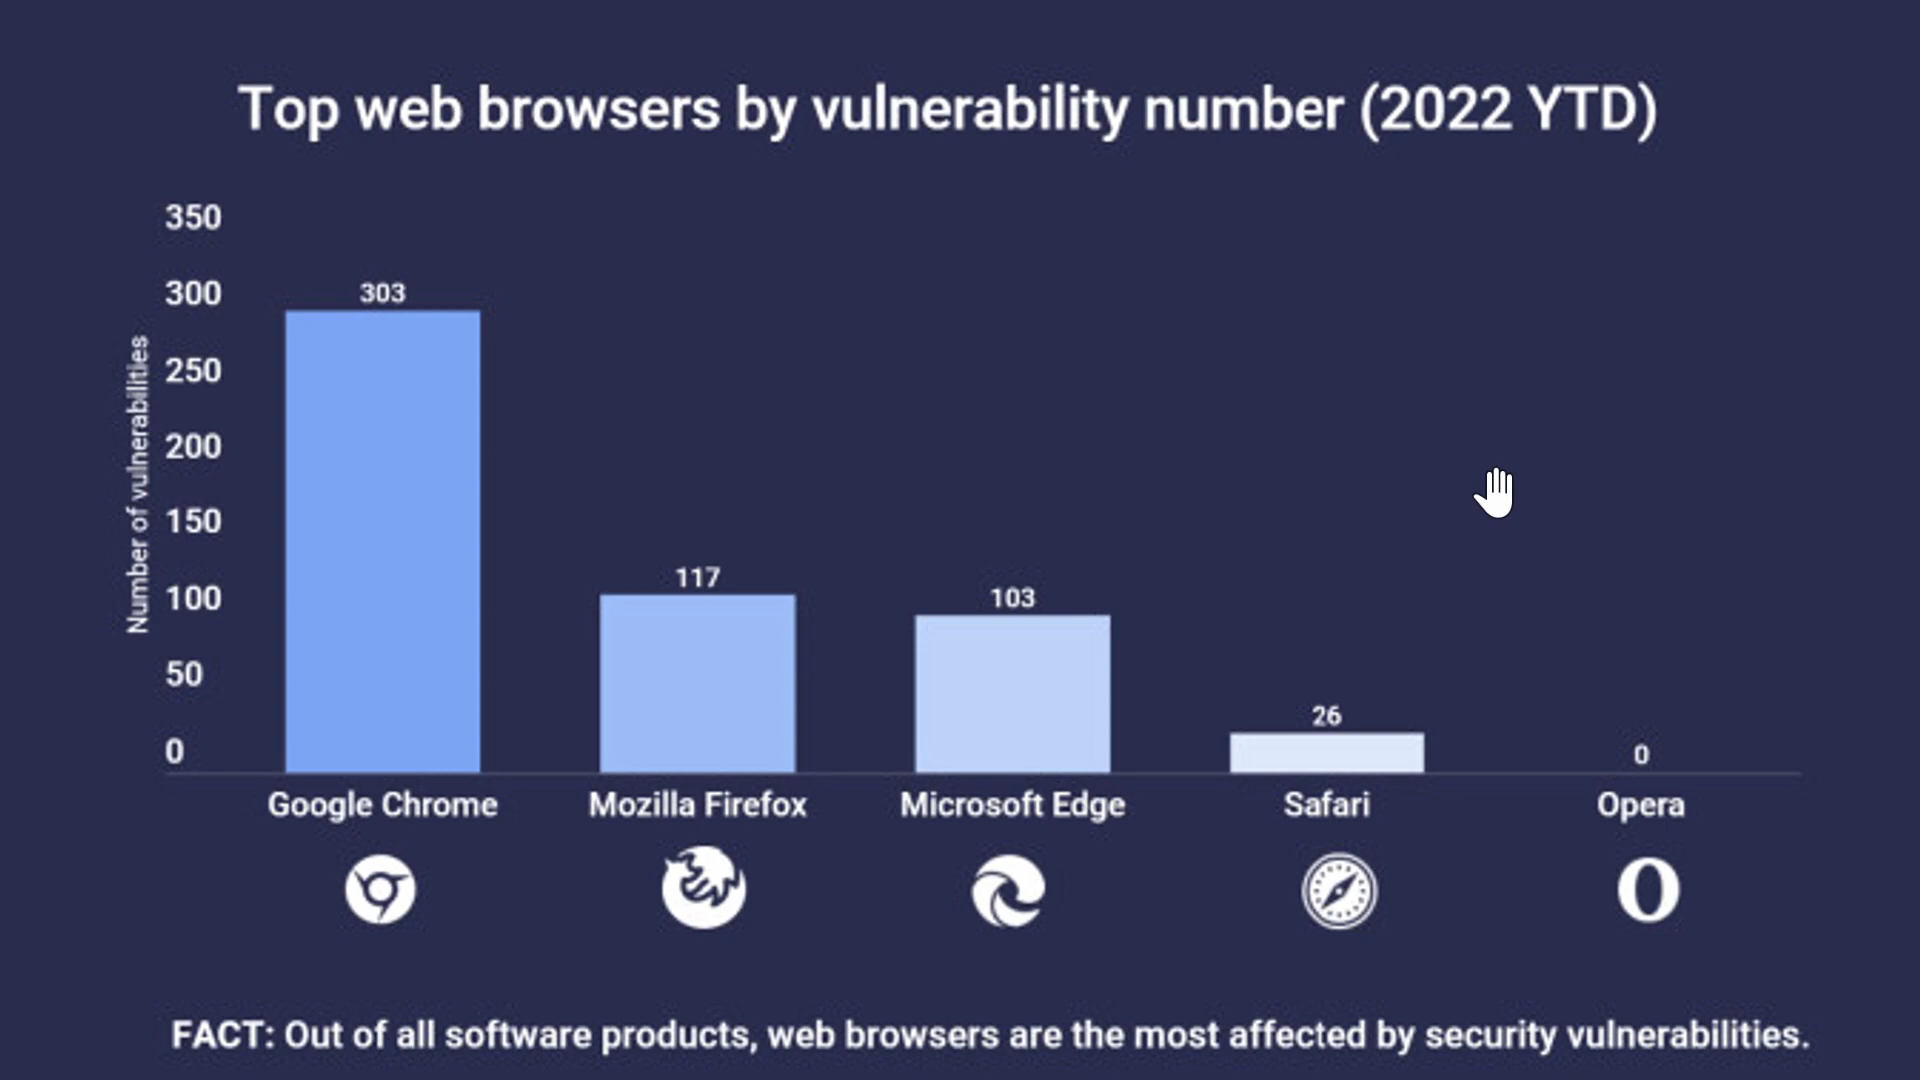 Top web browsers by vulnerability number (2022 YTD)
350
300
250
200
150
100
50
0
Number of vulnerabilities
303
117
103
26
0
Google Chrome
Mozilla Firefox
Microsoft Edge
Safari
Opera
FACT: Out of all software products, web browsers are the most affected by security vulnerabilities.